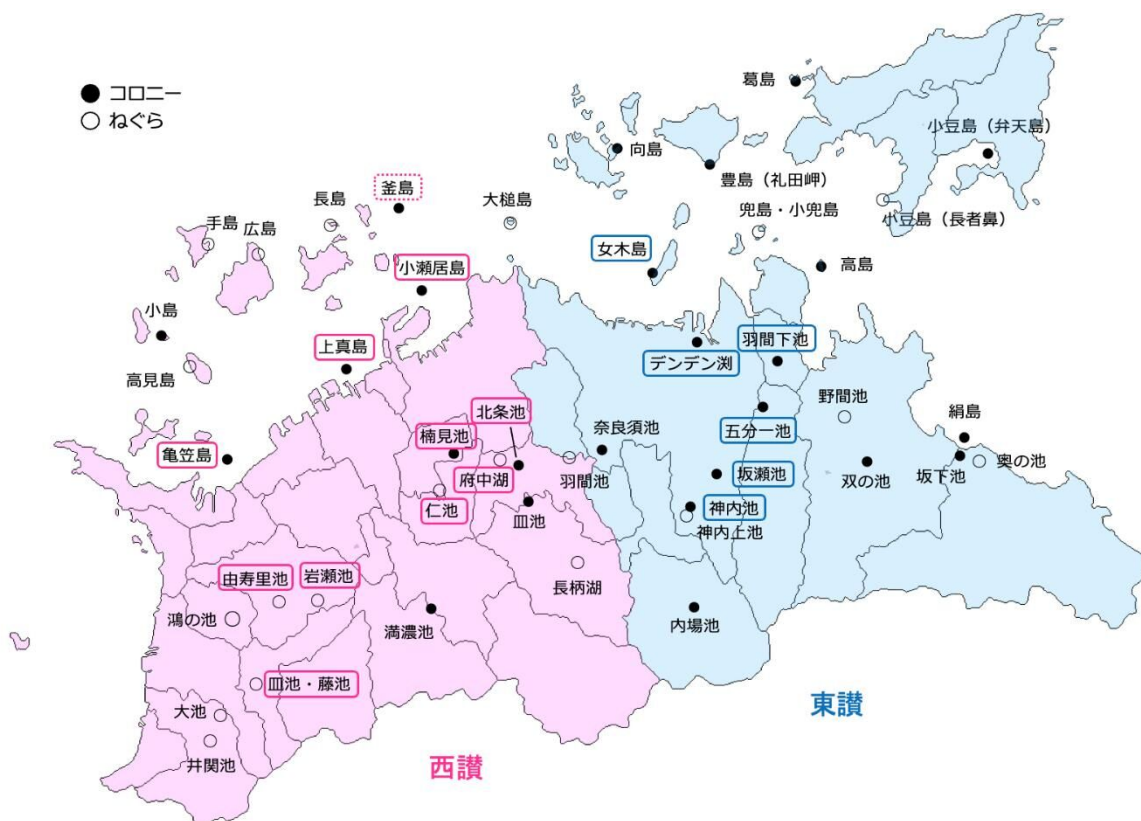 ● コロニー
○ ねぐら
葛島
小豆島（弁天島）
向島
豊島（礼田岬）
釜島
長島
大槌島
兜島・小兜島
小豆島（長者鼻）
手島
広島
女木島
小瀬居島
高島
小島
上真島
デンデン渕
羽間下池
高見島
北条池
野間池
楠見池
奈良須池
五分一池
絹島
亀笠島
府中湖
羽間池
坂瀬池
双の池
坂下池
奥の池
仁池
皿池
神内池
神内上池
由寿里池
岩瀬池
長柄湖
鴻の池
満濃池
内場池
皿池・藤池
大池
東讃
井関池
西讃